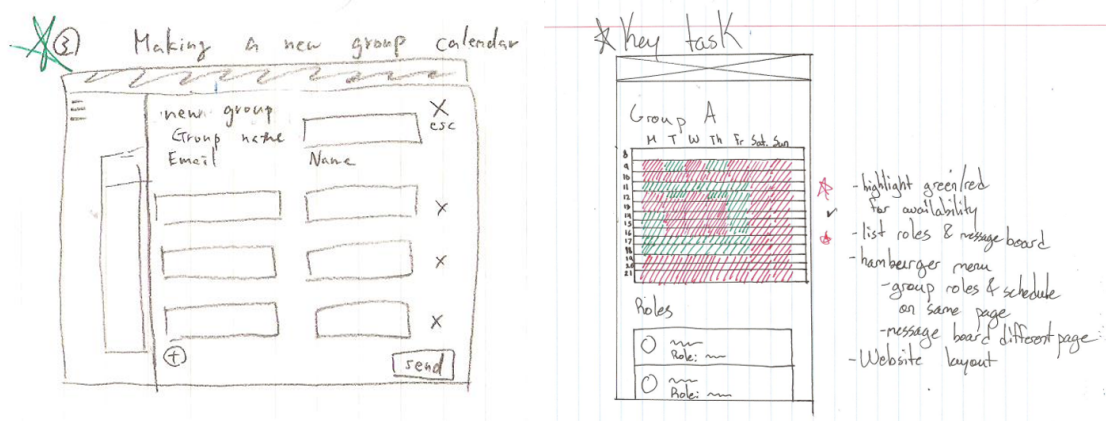 ③ Making a new group calendar
new group
X
esc
Group name
Email Name
X
X
X
+
send
Key task
Group A
M T W Th Fr Sat. Sun
8
9
10
11
12
13
14
15
16
17
18
19
20
21
Roles
Role:
Role:
- highlight green/red
for availability
- list roles & message board
- hamburger menu
- group roles & schedule
on same page
- message board different page
- Website layout